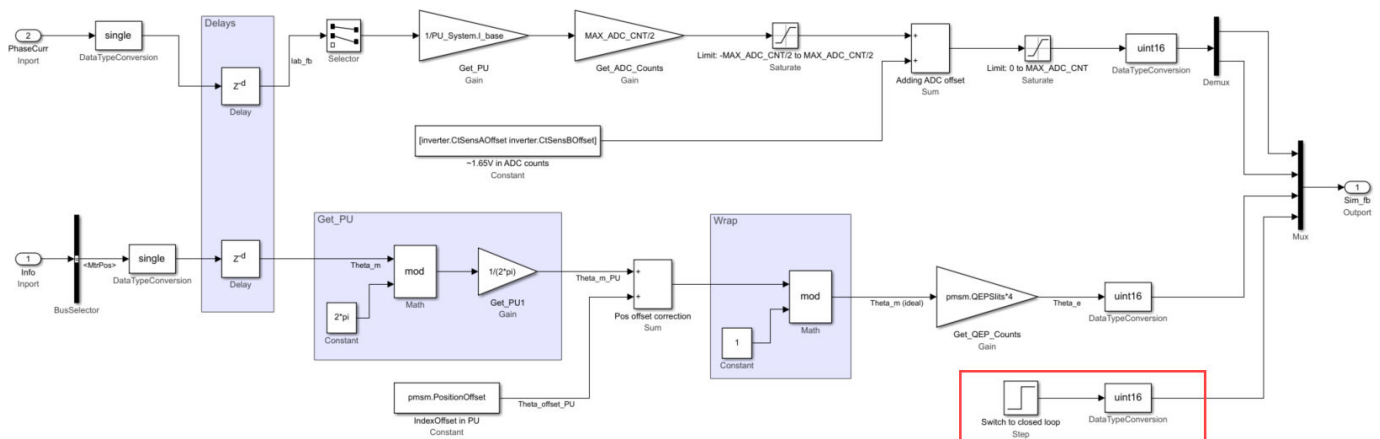 Delays
2
PhaseCurr
Inport
single
DataTypeConversion
Z-d
Delay
Iab_fb
Selector
1/PU_System.I_base
Get_PU
Gain
MAX_ADC_CNT/2
Get_ADC_Counts
Gain
Limit: -MAX_ADC_CNT/2 to MAX_ADC_CNT/2
Saturate
+
+
Adding ADC offset
Sum
Limit: 0 to MAX_ADC_CNT
Saturate
uint16
DataTypeConversion
Demux
[inverter.CtSensAOffset inverter.CtSensBOffset]
~1.65V in ADC counts
Constant
1
Info
Inport
BusSelector
<MtrPos>
single
DataTypeConversion
Z-d
Delay
Get_PU
Theta_m
mod
Math
2*pi
Constant
1/(2*pi)
Get_PU1
Gain
Theta_m_PU
+
+
Pos offset correction
Sum
pmsm.PositionOffset
IndexOffset in PU
Constant
Theta_offset_PU
Wrap
mod
Math
1
Constant
Theta_m (ideal)
pmsm.QEPSlits*4
Get_QEP_Counts
Gain
Theta_e
uint16
DataTypeConversion
Switch to closed loop
Step
uint16
DataTypeConversion
Mux
1
Sim_fb
Outport